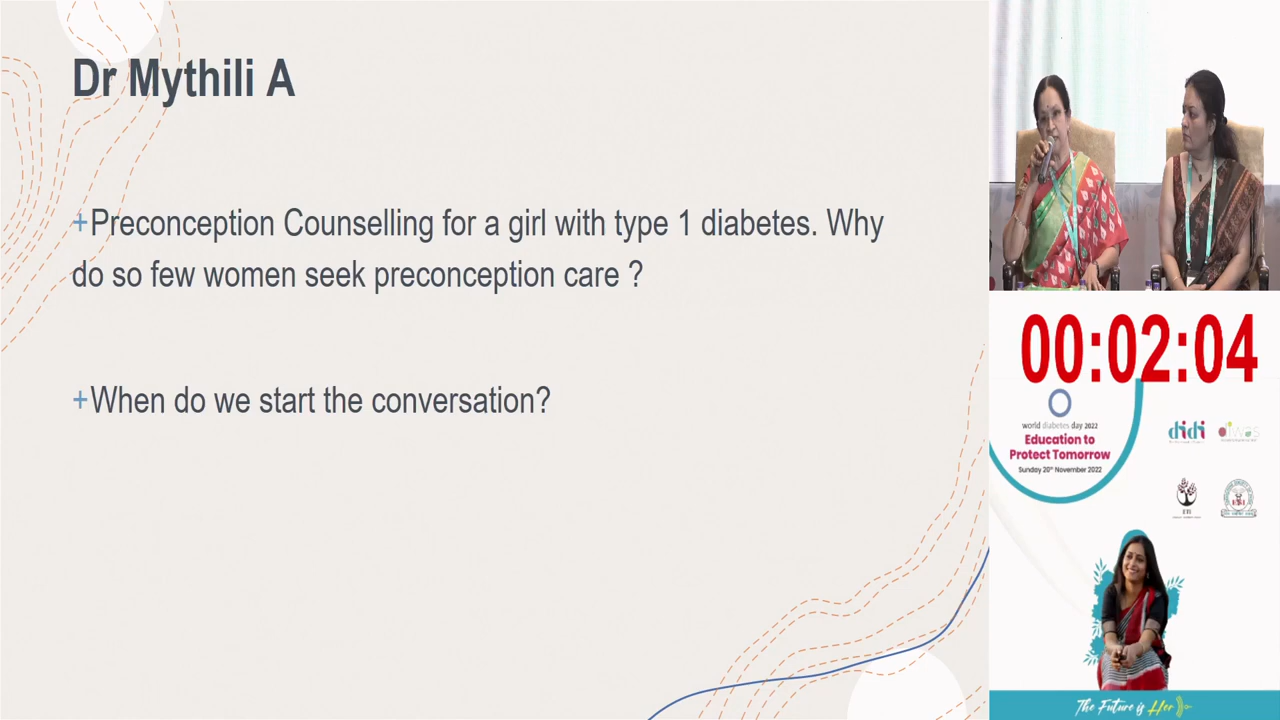 Dr Mythili A
+Preconception Counselling for a girl with type 1 diabetes. Why
do so few women seek preconception care ?
+When do we start the conversation?
00:02:04
world diabetes day 2022
Education to
Protect Tomorrow
Sunday 20th November 2022
didi
The Future is Her